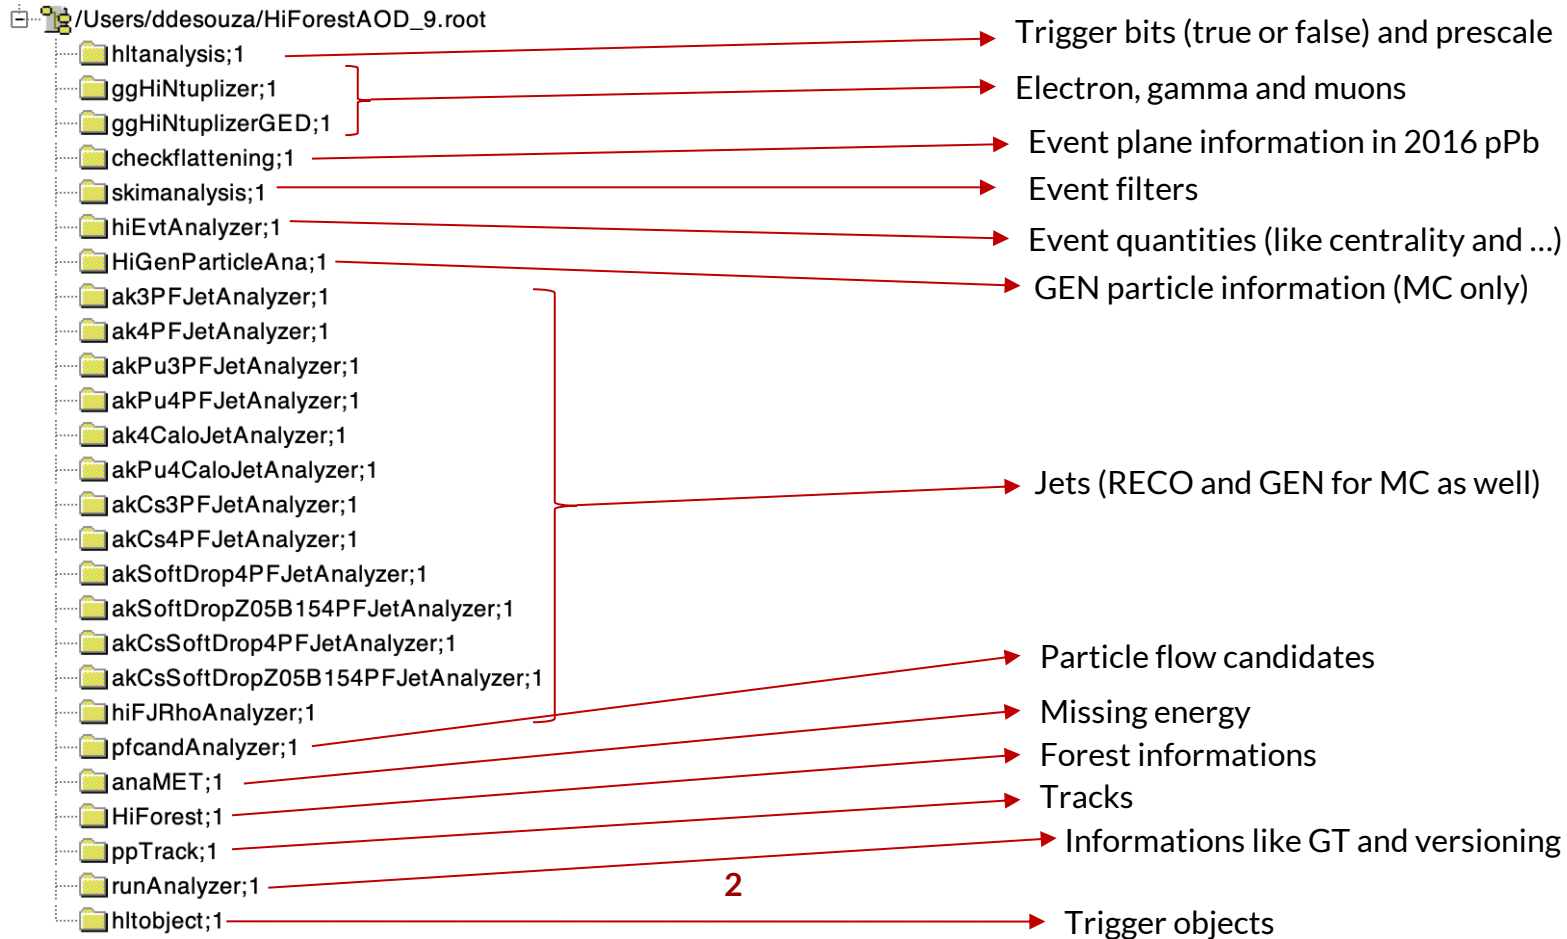 /Users/ddesouza/HiForestAOD_9.root
hltanalysis;1
Trigger bits (true or false) and prescale
ggHiNtuplizer;1
Electron, gamma and muons
ggHiNtuplizerGED;1
checkflattening;1
Event plane information in 2016 pPb
skimanalysis;1
Event filters
hiEvtAnalyzer;1
Event quantities (like centrality and ...)
HiGenParticleAna;1
GEN particle information (MC only)
ak3PFJetAnalyzer;1
ak4PFJetAnalyzer;1
akPu3PFJetAnalyzer;1
akPu4PFJetAnalyzer;1
ak4CaloJetAnalyzer;1
akPu4CaloJetAnalyzer;1
Jets (RECO and GEN for MC as well)
akCs3PFJetAnalyzer;1
akCs4PFJetAnalyzer;1
akSoftDrop4PFJetAnalyzer;1
akSoftDropZ05B154PFJetAnalyzer;1
akCsSoftDrop4PFJetAnalyzer;1
Particle flow candidates
akCsSoftDropZ05B154PFJetAnalyzer;1
hiFJRhoAnalyzer;1
Missing energy
pfcandAnalyzer;1
Forest informations
anaMET;1
Tracks
HiForest;1
Informations like GT and versioning
ppTrack;1
runAnalyzer;1
2
hltobject;1
Trigger objects